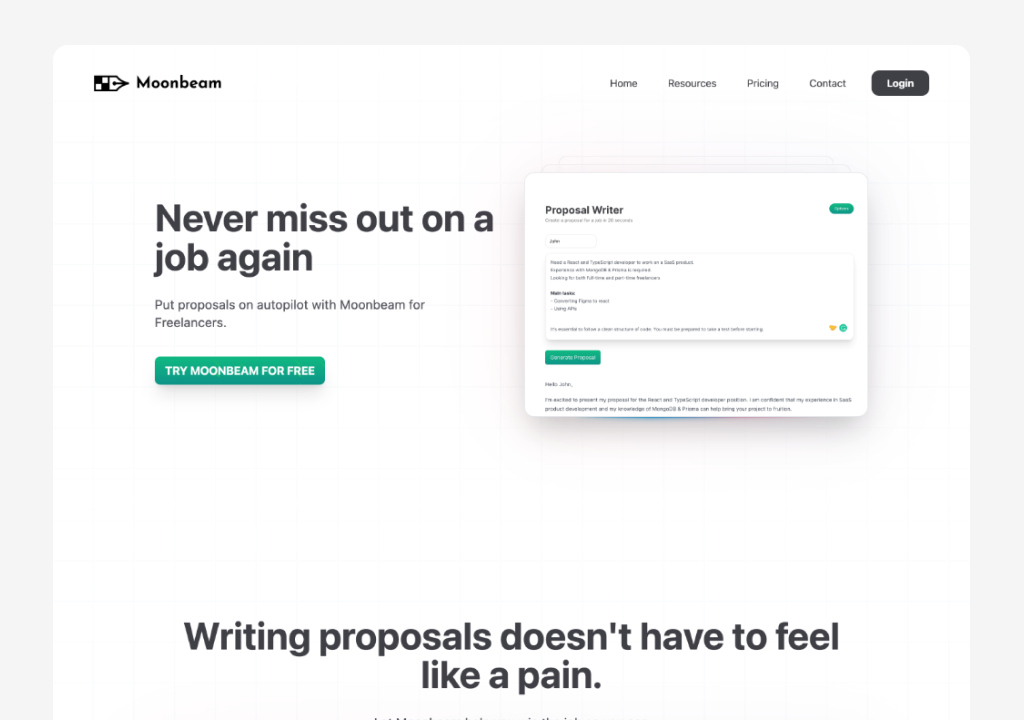 Moonbeam
Home
Resources
Pricing
Contact
Login
Never miss out on a
job again
Put proposals on autopilot with Moonbeam for
Freelancers.
TRY MOONBEAM FOR FREE
Proposal Writer
Options
Create a proposal for a job in 28 seconds
John
Need a React and TypeScript developer to work on a SaaS product.
Experience with MongoDB & Prisma is required
Looking for both full-time and part-time freelancers
Main tasks:
- Converting Figma to react
- Using APIs
It's essential to follow a clean structure of code. You must be prepared to take a test before starting.
Generate Proposal
Hello John,
I'm excited to present my proposal for the React and TypeScript developer position. I am confident that my experience in SaaS
product development and my knowledge of MongoDB & Prisma can help bring your project to fruition.
Writing proposals doesn't have to feel
like a pain.